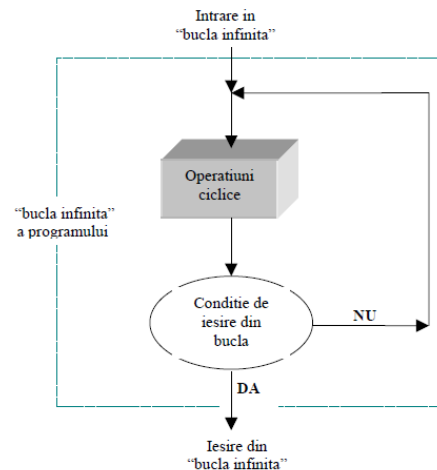 Intrare in
“bucla infinita”
Operatiuni
ciclice
“bucla infinita”
a programului
Conditie de
iesire din
bucla
NU
DA
Iesire din
“bucla infinita”